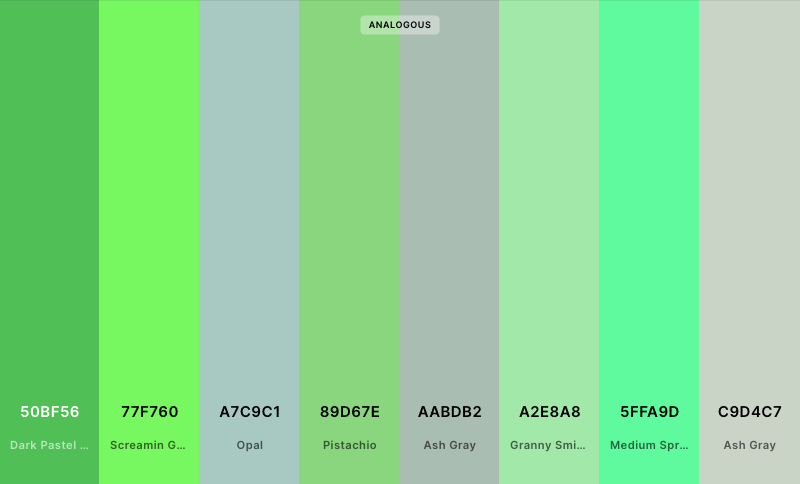 ANALOGOUS
50BF56
77F760
A7C9C1
89D67E
AABDB2
A2E8A8
5FFA9D
C9D4C7
Dark Pastel ...
Screamin G...
Opal
Pistachio
Ash Gray
Granny Smi...
Medium Spr...
Ash Gray